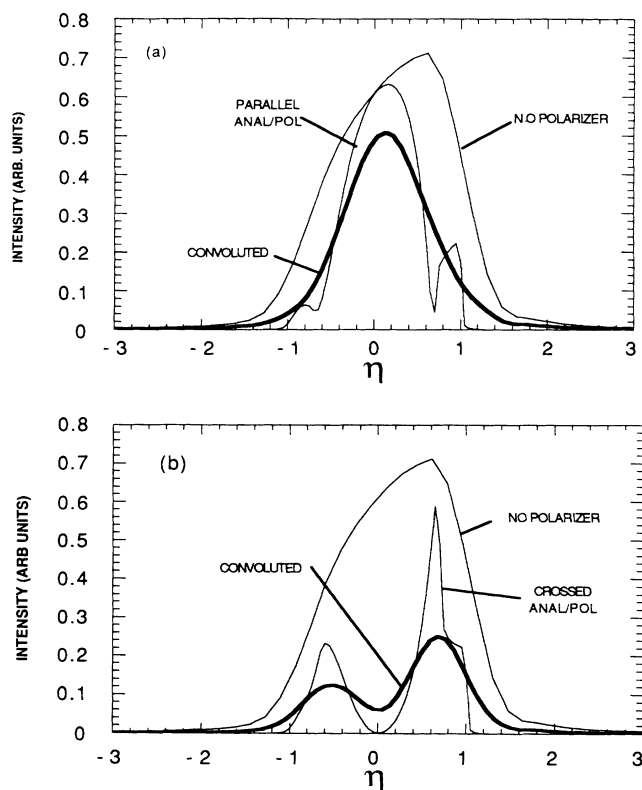 (a)
INTENSITY (ARB. UNITS)
0.8
0.7
0.6
0.5
0.4
0.3
0.2
0.1
0
PARALLEL
ANAL/POL
N.O POLARIZER
CONVOLUTED
-3 -2 -1 0 1 2 3
η
(b)
INTENSITY (ARB UNITS)
0.8
0.7
0.6
0.5
0.4
0.3
0.2
0.1
0
NO POLARIZER
CONVOLUTED
CROSSED
ANAL/POL
-3 -2 -1 0 1 2 3
η